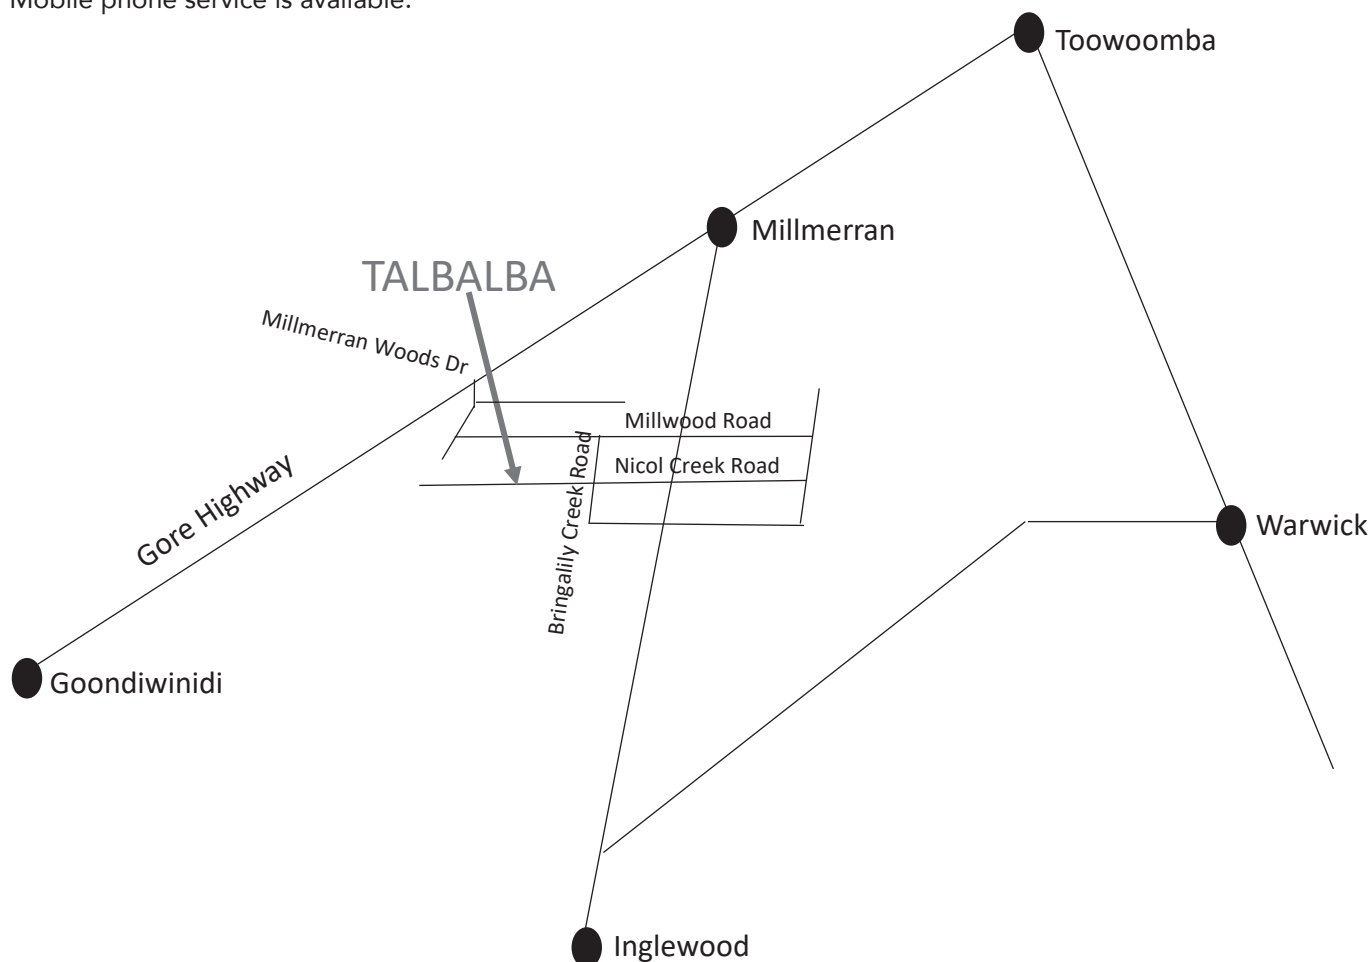 Mobile phone service is available.
Toowoomba
Millmerran
TALBALBA
Millmerran Woods Dr
Millwood Road
Nicol Creek Road
Bringalily Creek Road
Gore Highway
Warwick
Goondiwinidi
Inglewood